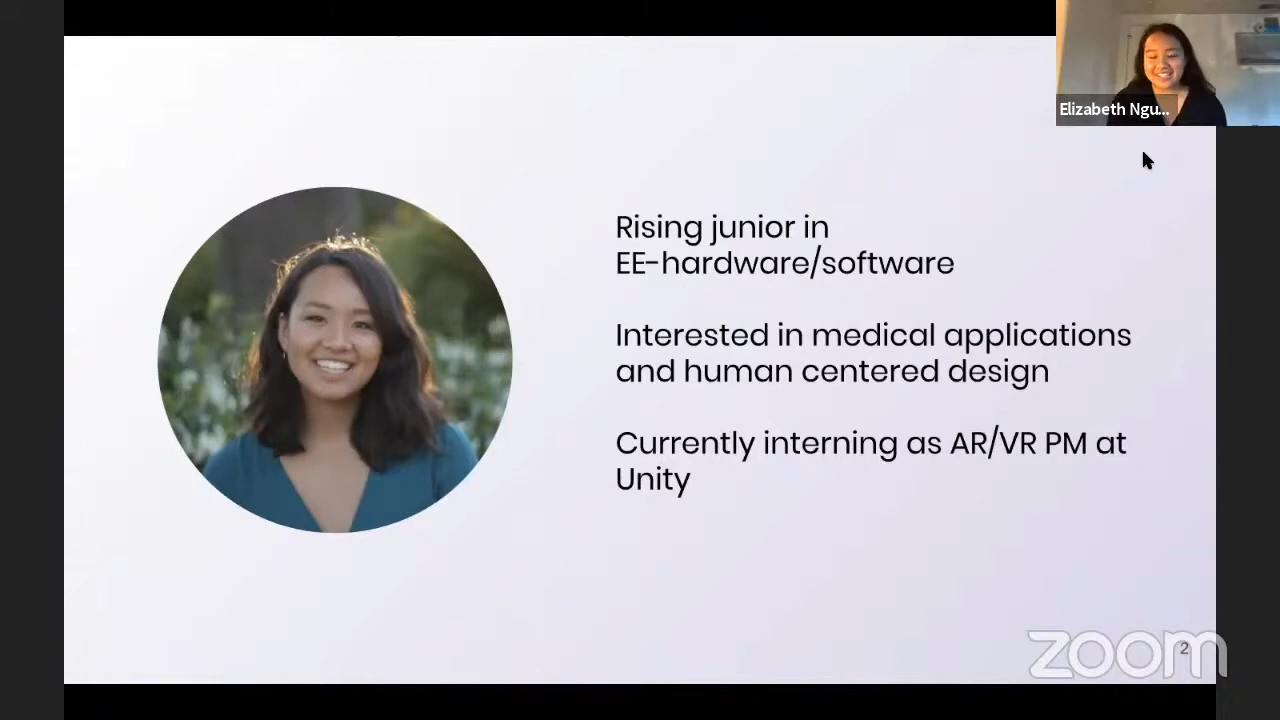 Elizabeth Ngu...
Rising junior in
EE-hardware/software
Interested in medical applications
and human centered design
Currently interning as AR/VR PM at
Unity
zoom
2